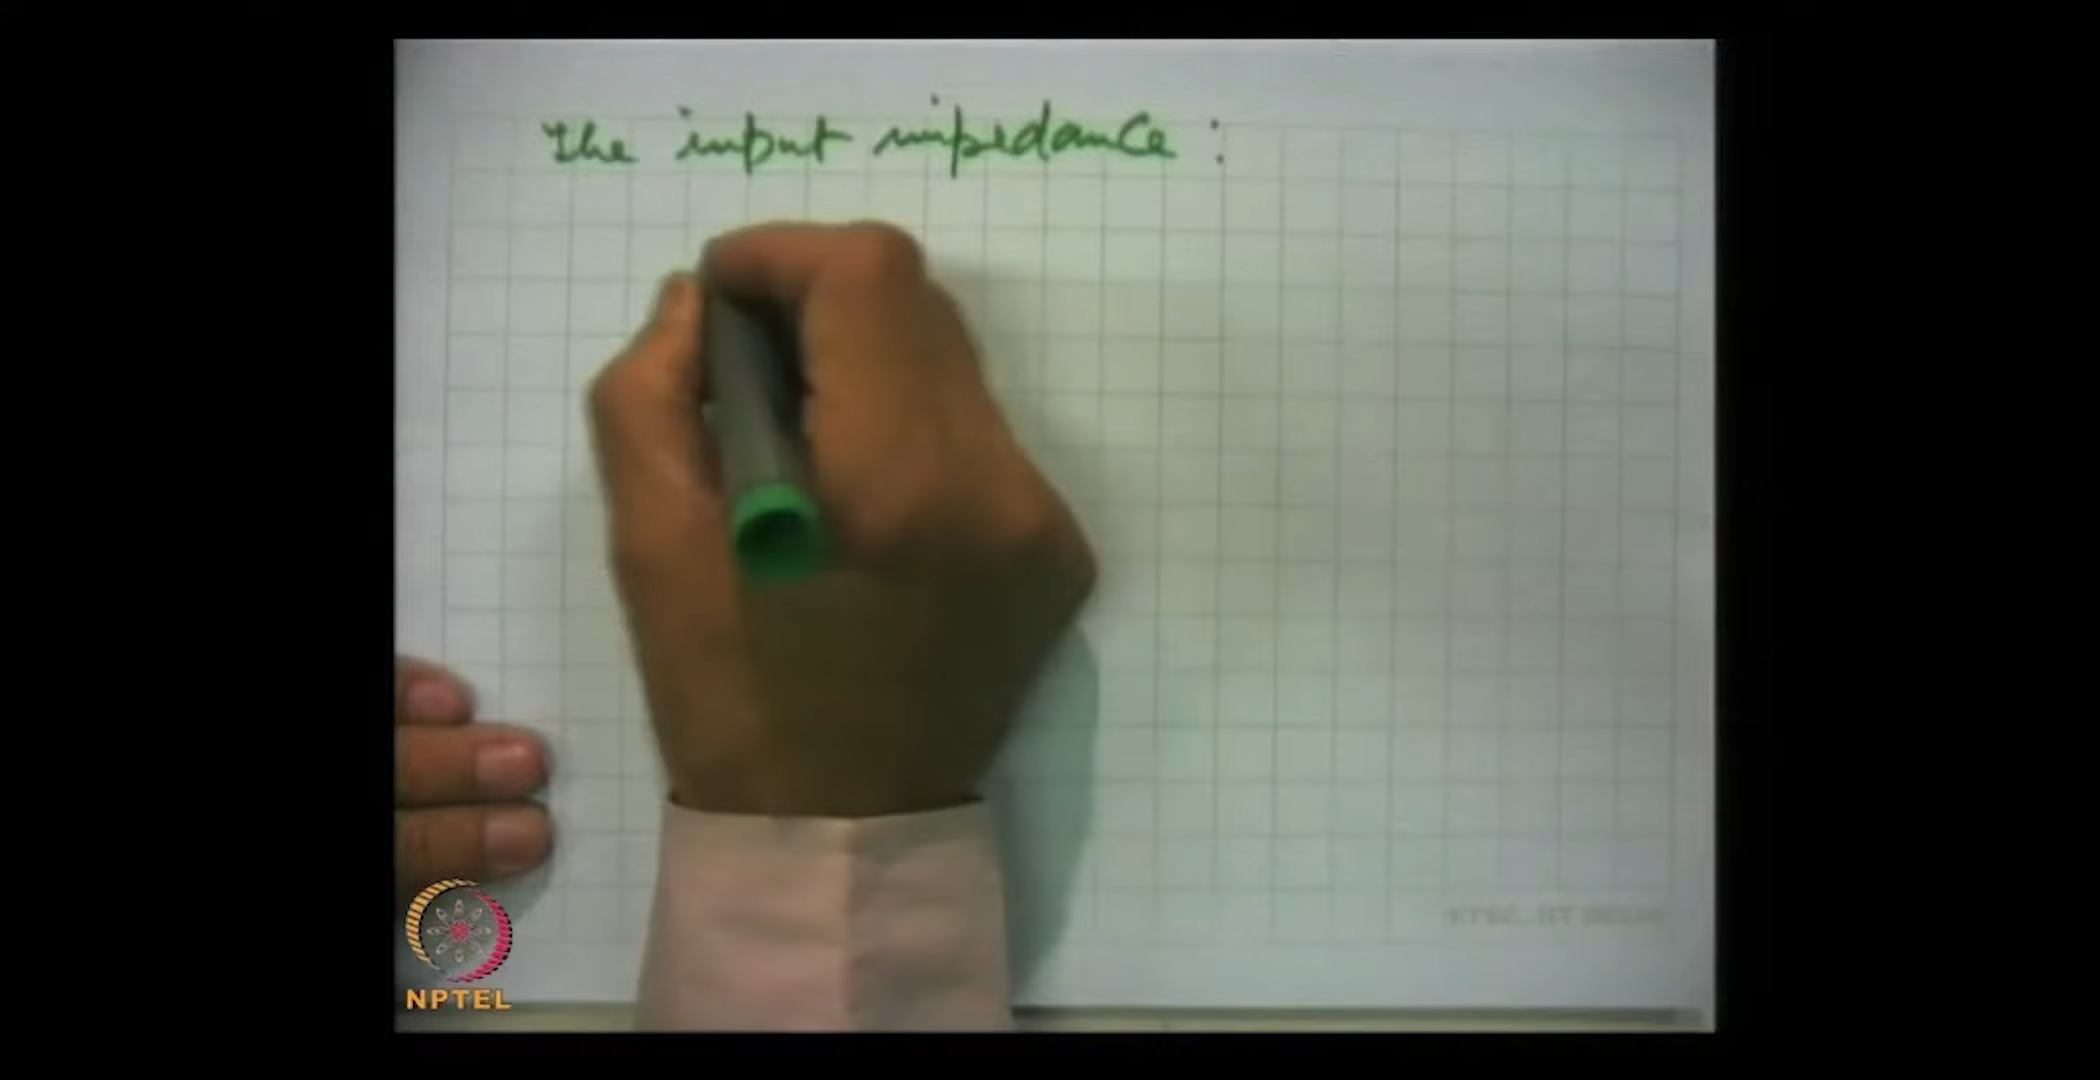 The input impedance :
NPTEL